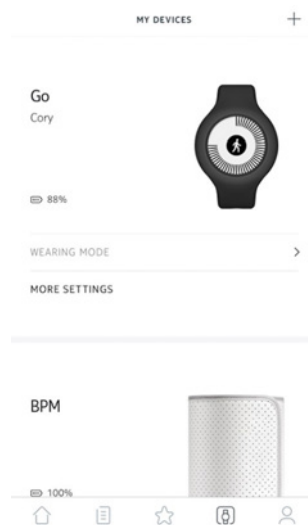 MY DEVICES
Go
Cory
88%
WEARING MODE
MORE SETTINGS
BPM
100%